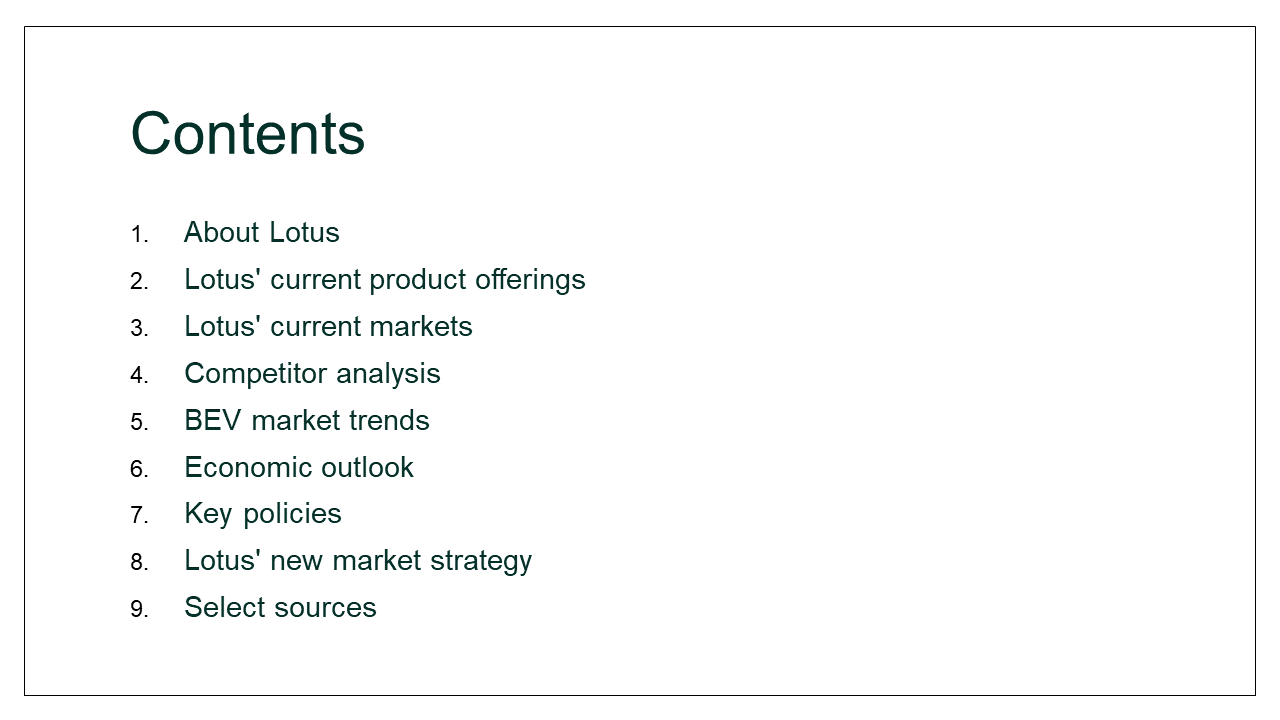 Contents
1. About Lotus
2. Lotus' current product offerings
3. Lotus' current markets
4. Competitor analysis
5. BEV market trends
6. Economic outlook
7. Key policies
8. Lotus' new market strategy
9. Select sources